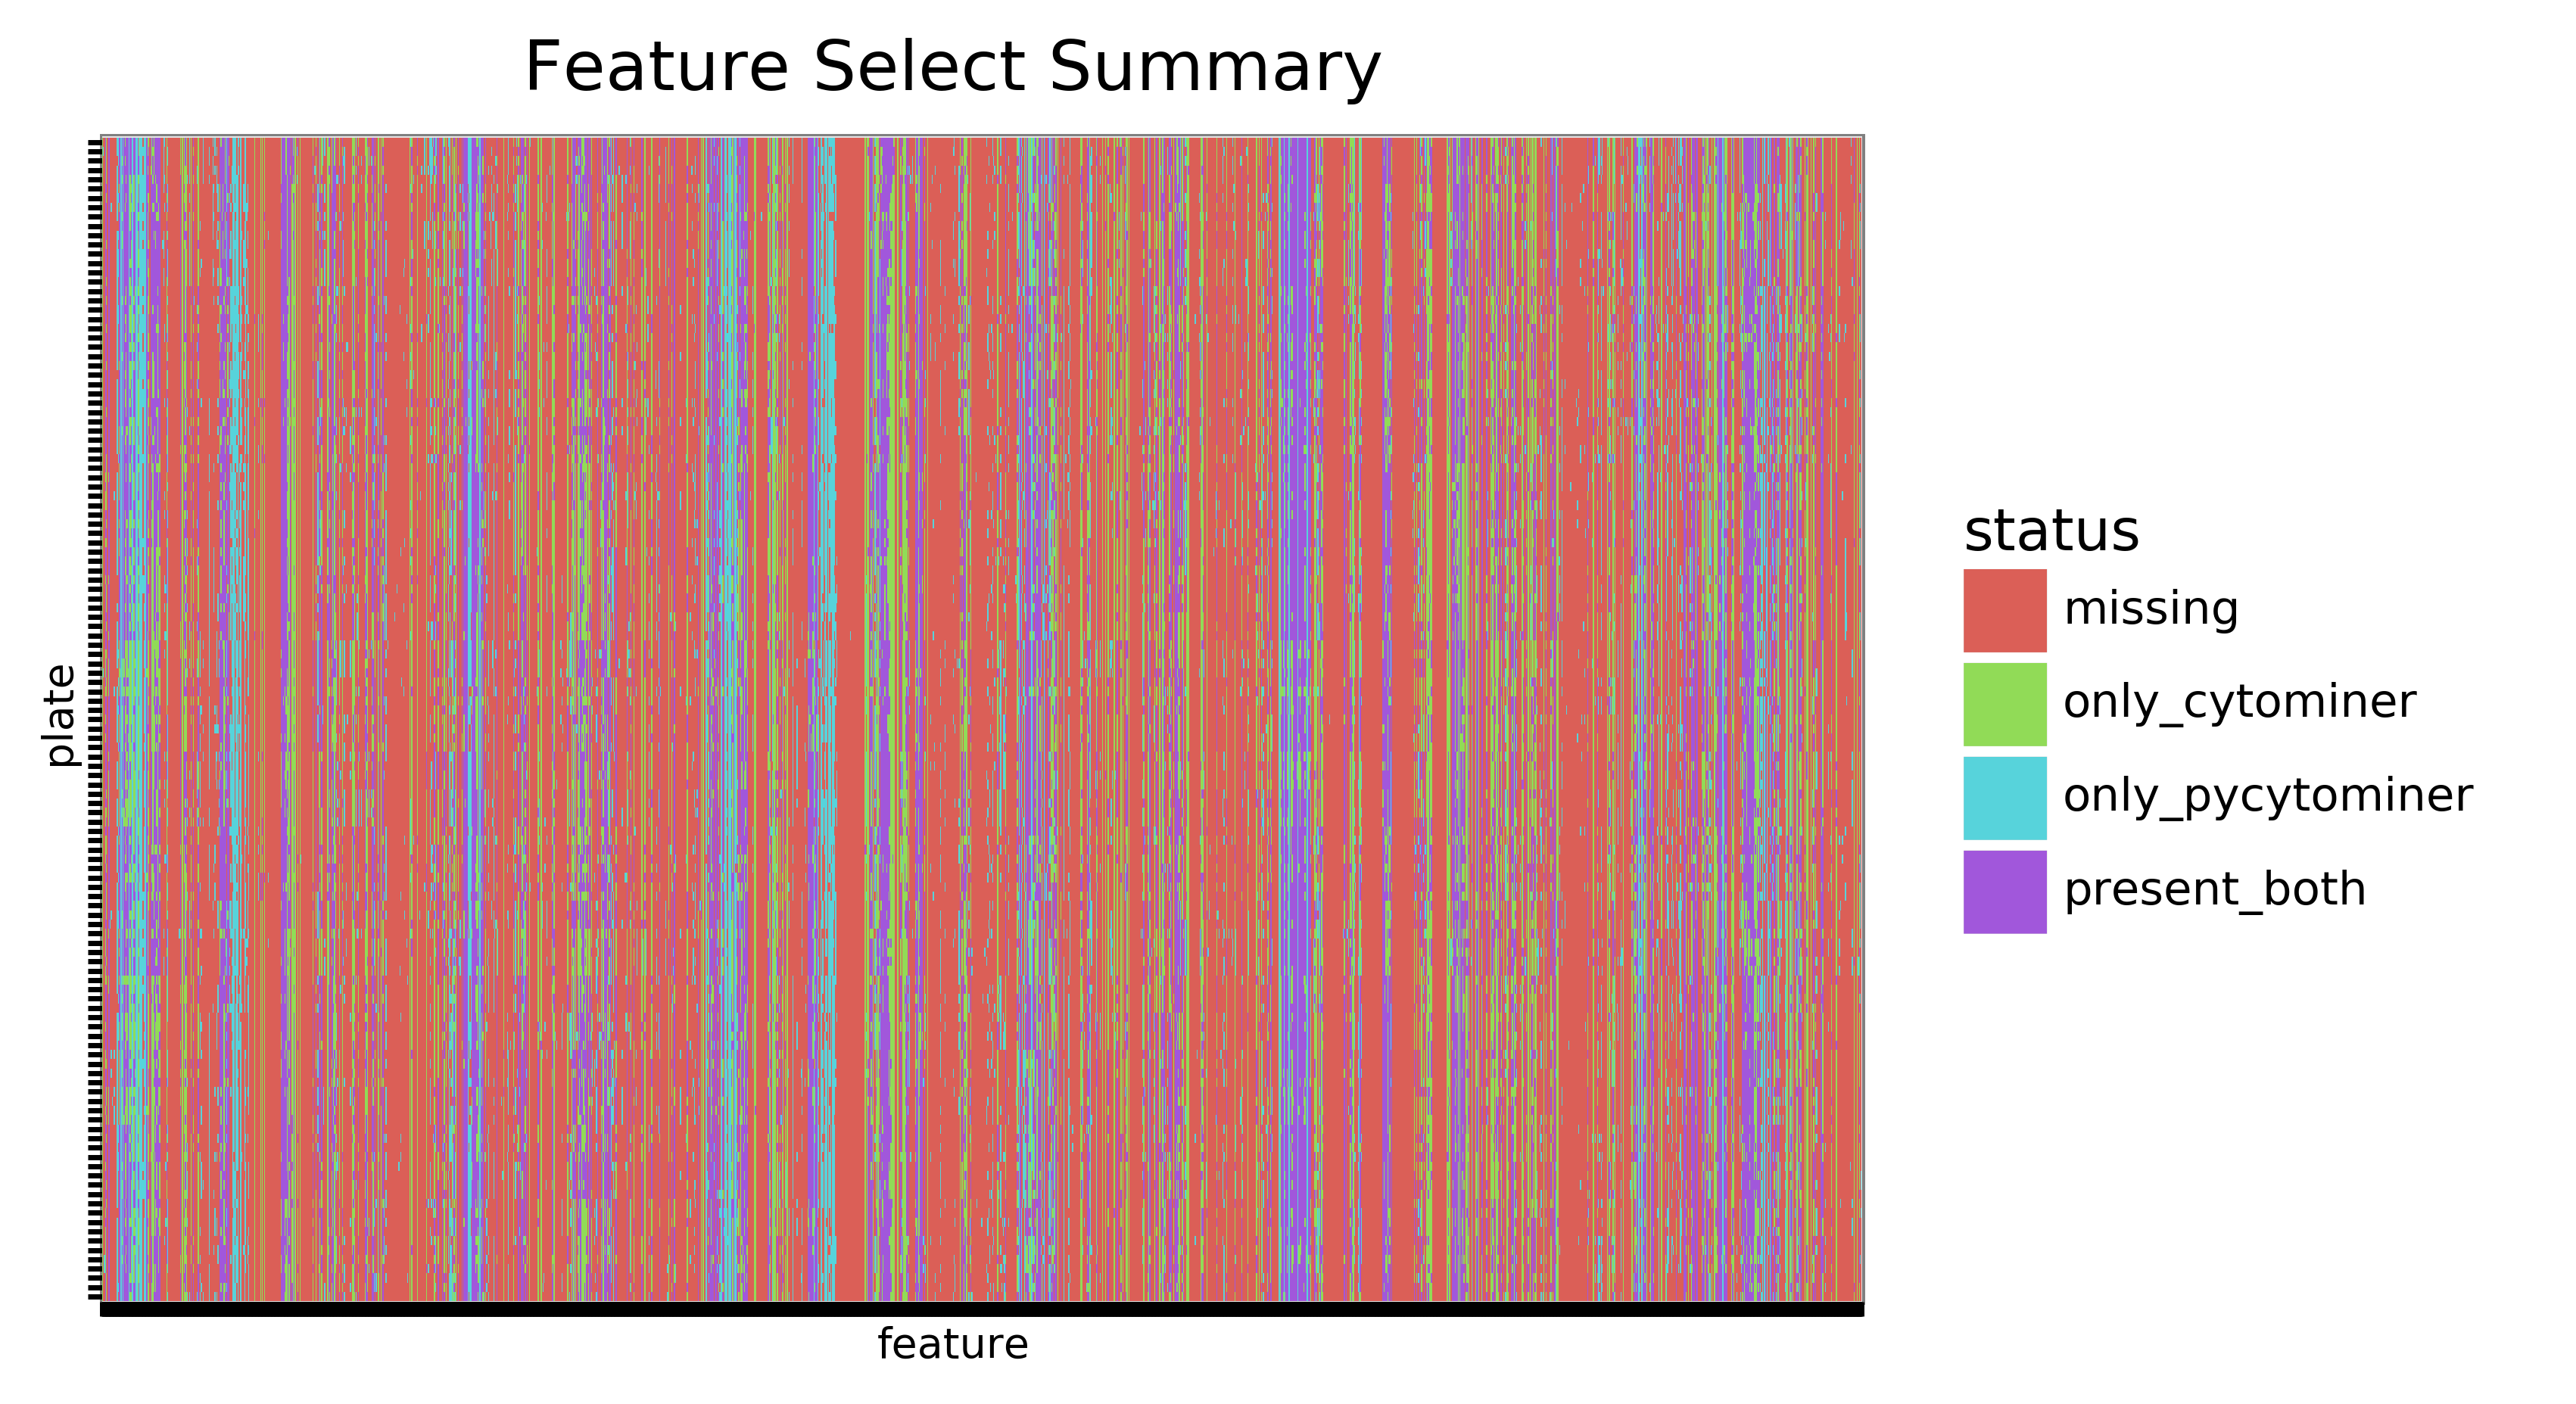 Feature Select Summary
plate
feature
status
missing
only_cytominer
only_pycytominer
present_both